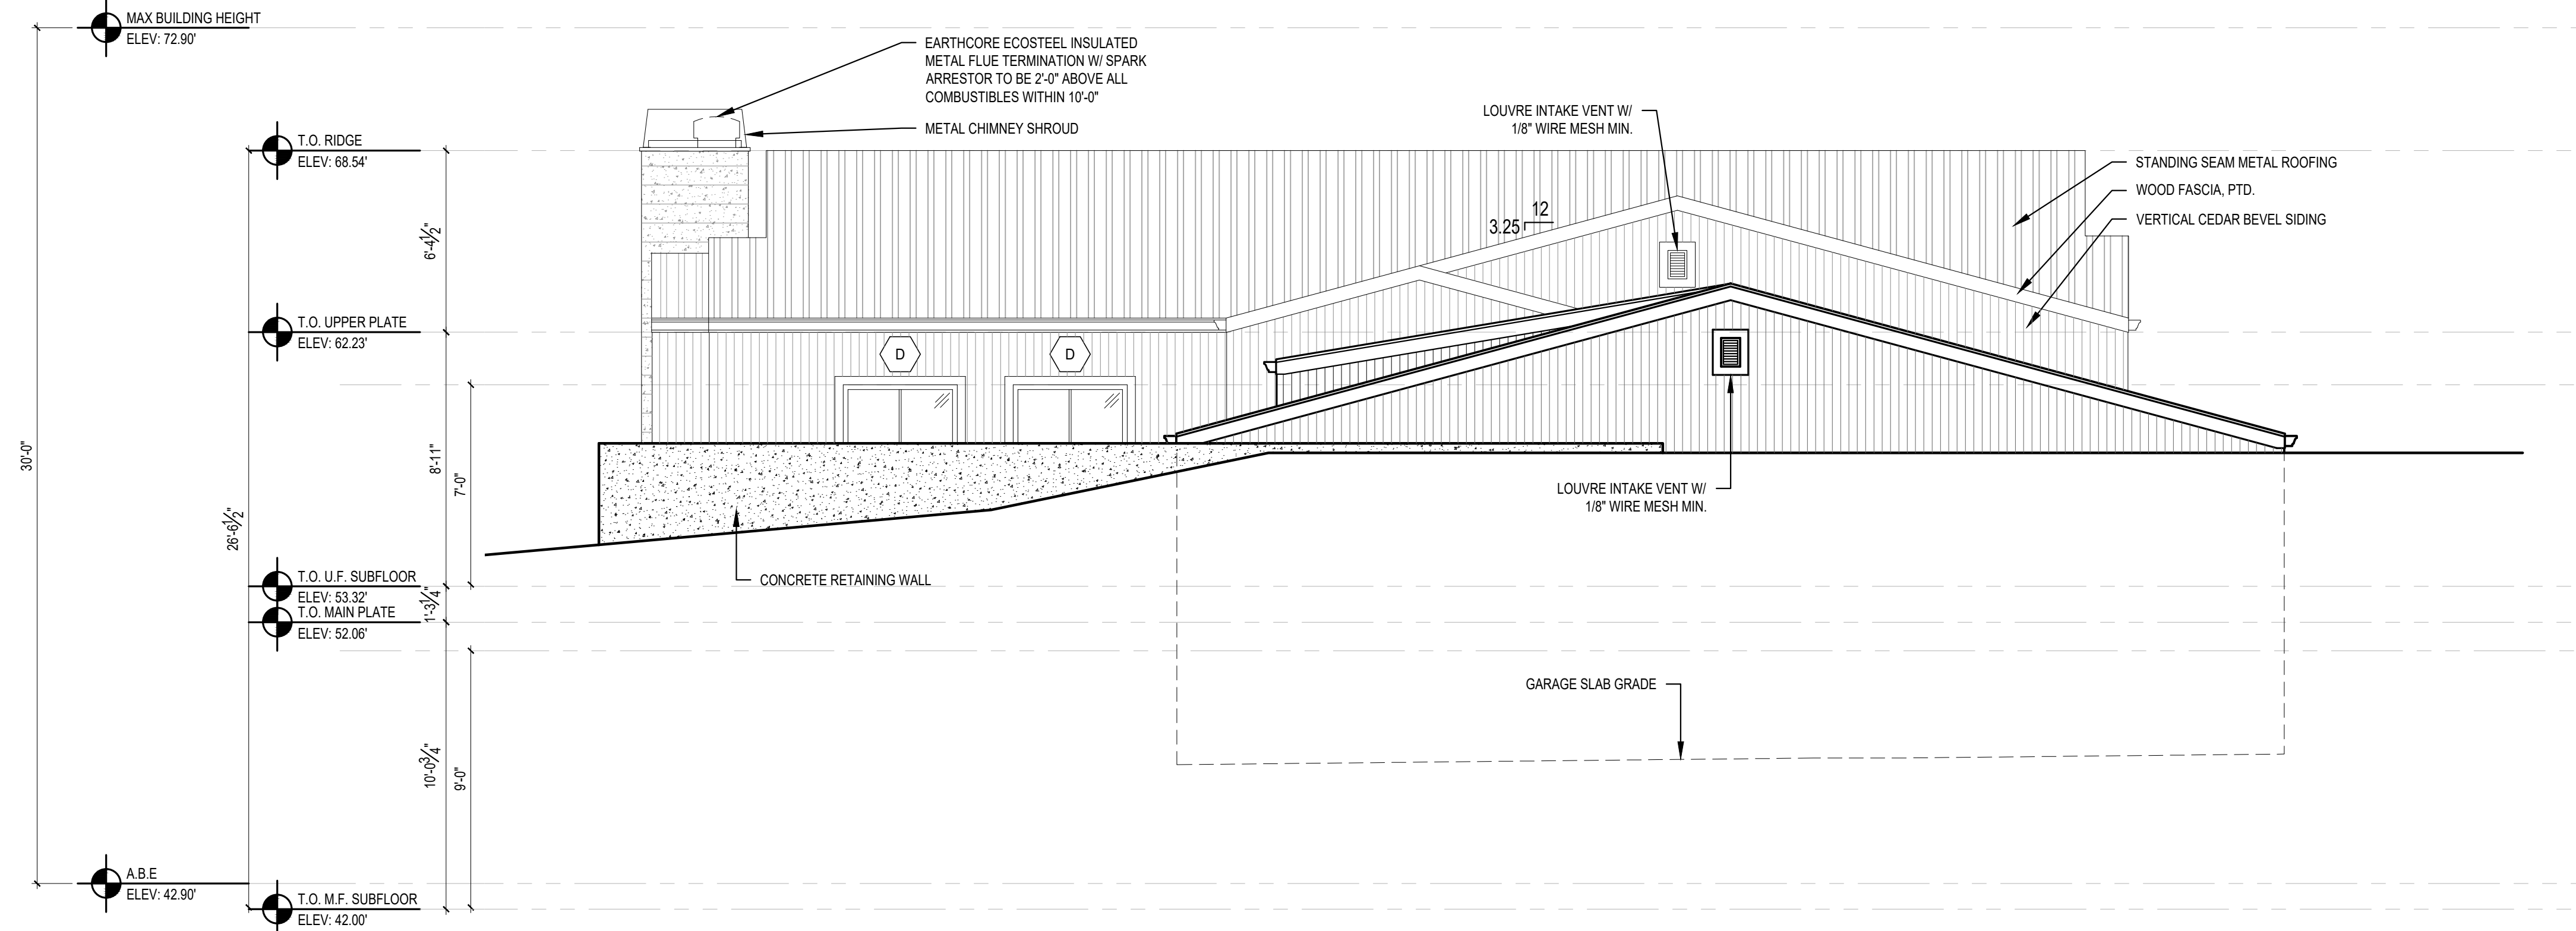 MAX BUILDING HEIGHT
ELEV: 72.90'
EARTHCORE ECOSTEEL INSULATED
METAL FLUE TERMINATION W/ SPARK
ARRESTOR TO BE 2'-0" ABOVE ALL
COMBUSTIBLES WITHIN 10'-0"
METAL CHIMNEY SHROUD
LOUVRE INTAKE VENT W/
1/8" WIRE MESH MIN.
T.O. RIDGE
ELEV: 68.54'
STANDING SEAM METAL ROOFING
WOOD FASCIA, PTD.
VERTICAL CEDAR BEVEL SIDING
12
3.25
6'-4½"
T.O. UPPER PLATE
ELEV: 62.23'
D
D
30'-0"
8'-11"
7'-0"
26'-6½"
LOUVRE INTAKE VENT W/
1/8" WIRE MESH MIN.
CONCRETE RETAINING WALL
T.O. U.F. SUBFLOOR
ELEV: 53.32'
1'-3¼"
T.O. MAIN PLATE
ELEV: 52.06'
GARAGE SLAB GRADE
10'-0¾"
9'-0"
A.B.E
ELEV: 42.90'
T.O. M.F. SUBFLOOR
ELEV: 42.00'